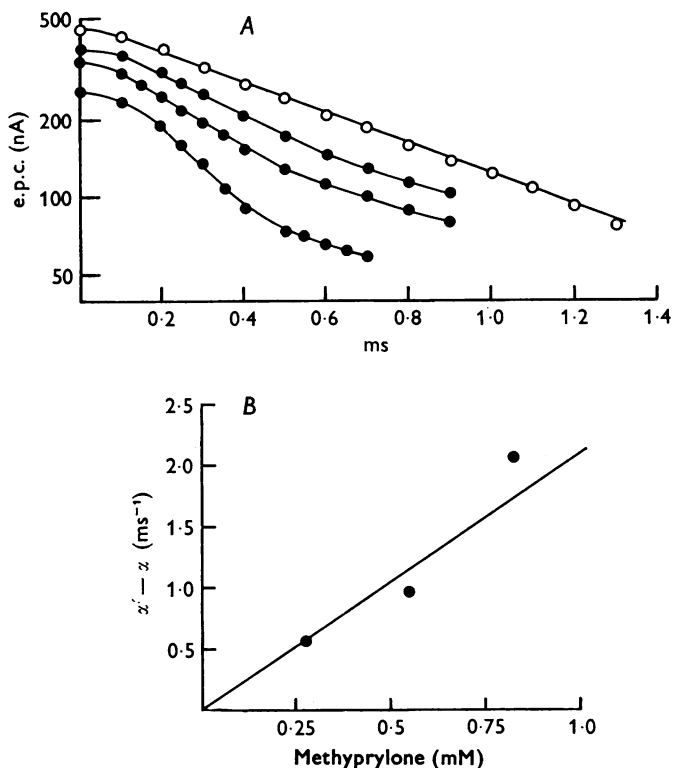 A
500
200
100
50
e.p.c. (nA)
0·2 0·4 0·6 0·8 1·0 1·2 1·4
ms
B
2·5
2·0
1·5
1·0
0·5
α′ — α (ms⁻¹)
0·25 0·5 0·75 1·0
Methyprylone (mM)